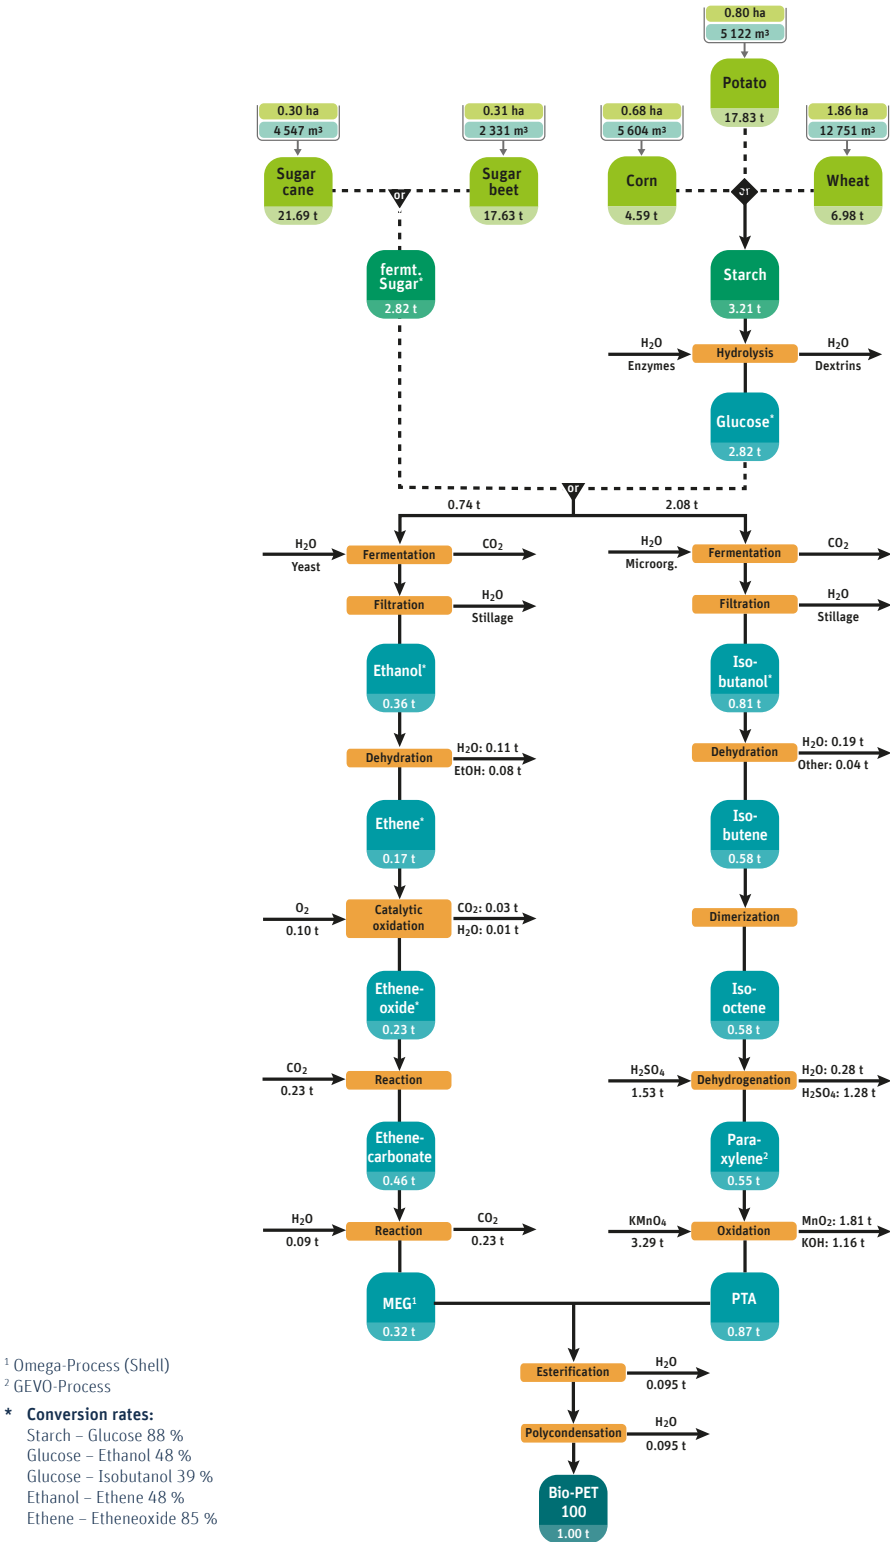 0.80 ha
5 122 m³
Potato
17.83 t
0.30 ha
4 547 m³
Sugar
cane
21.69 t
0.31 ha
2 331 m³
Sugar
beet
17.63 t
0.68 ha
5 604 m³
Corn
4.59 t
1.86 ha
12 751 m³
Wheat
6.98 t
or
or
fermt.
Sugar*
2.82 t
Starch
3.21 t
H₂O
Enzymes
Hydrolysis
H₂O
Dextrins
Glucose*
2.82 t
or
0.74 t
2.08 t
H₂O
Yeast
Fermentation
CO₂
H₂O
Microorg.
Fermentation
CO₂
Filtration
H₂O
Stillage
Filtration
H₂O
Stillage
Ethanol*
0.36 t
Iso-
butanol*
0.81 t
Dehydration
H₂O: 0.11 t
EtOH: 0.08 t
Dehydration
H₂O: 0.19 t
Other: 0.04 t
Ethene*
0.17 t
Iso-
butene
0.58 t
O₂
0.10 t
Catalytic
oxidation
CO₂: 0.03 t
H₂O: 0.01 t
Dimerization
Ethene-
oxide*
0.23 t
Iso-
octene
0.58 t
CO₂
0.23 t
Reaction
H₂SO₄
1.53 t
Dehydrogenation
H₂O: 0.28 t
H₂SO₄: 1.28 t
Ethene-
carbonate
0.46 t
Para-
xylene²
0.55 t
H₂O
0.09 t
Reaction
CO₂
0.23 t
KMnO₄
3.29 t
Oxidation
MnO₂: 1.81 t
KOH: 1.16 t
MEG¹
0.32 t
PTA
0.87 t
Esterification
H₂O
0.095 t
Polycondensation
H₂O
0.095 t
Bio-PET
100
1.00 t
¹ Omega-Process (Shell)
² GEVO-Process
* Conversion rates:
Starch – Glucose 88 %
Glucose – Ethanol 48 %
Glucose – Isobutanol 39 %
Ethanol – Ethene 48 %
Ethene – Etheneoxide 85 %